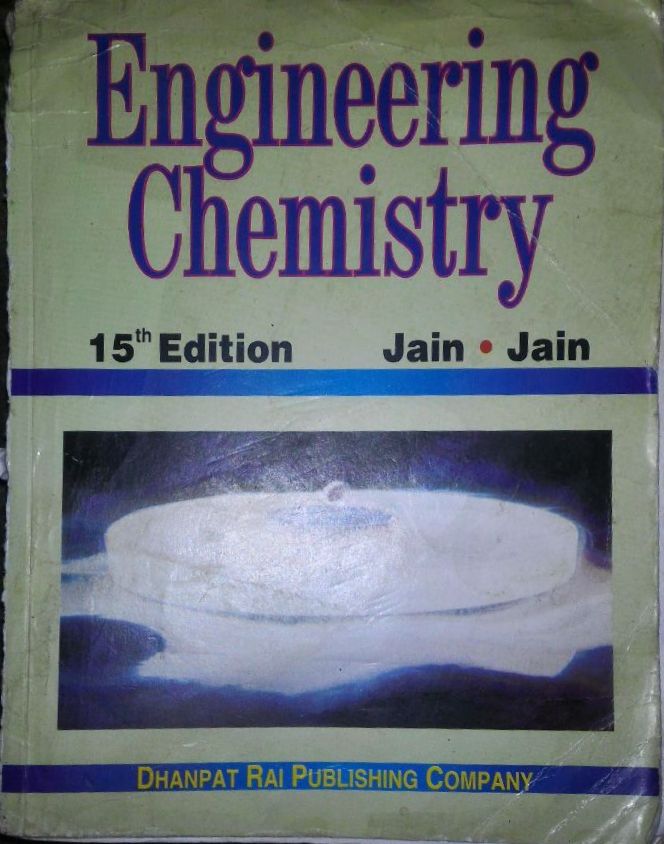 Engineering
Chemistry
15th Edition Jain • Jain
DHANPAT RAI PUBLISHING COMPANY